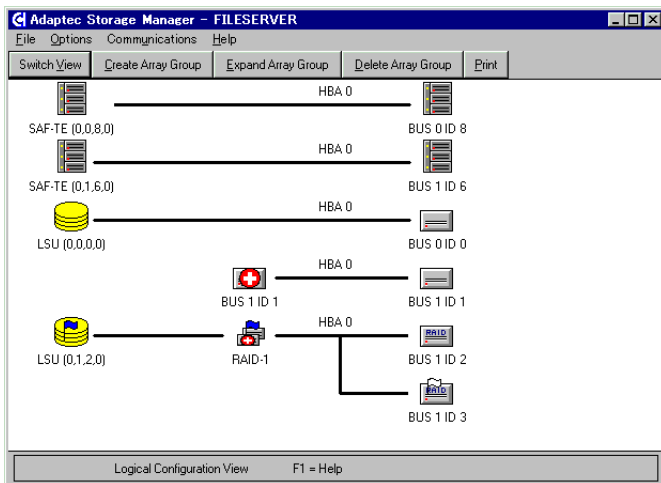 Adaptec Storage Manager – FILESERVER
File Options Communications Help
Switch View Create Array Group Expand Array Group Delete Array Group Print
HBA 0
SAF-TE (0,0,8,0) BUS 0 ID 8
HBA 0
SAF-TE (0,1,6,0) BUS 1 ID 6
HBA 0
LSU (0,0,0,0) BUS 0 ID 0
HBA 0
BUS 1 ID 1 BUS 1 ID 1
HBA 0
RAID
LSU (0,1,2,0) RAID-1 BUS 1 ID 2
RAID
BUS 1 ID 3
Logical Configuration View F1 = Help